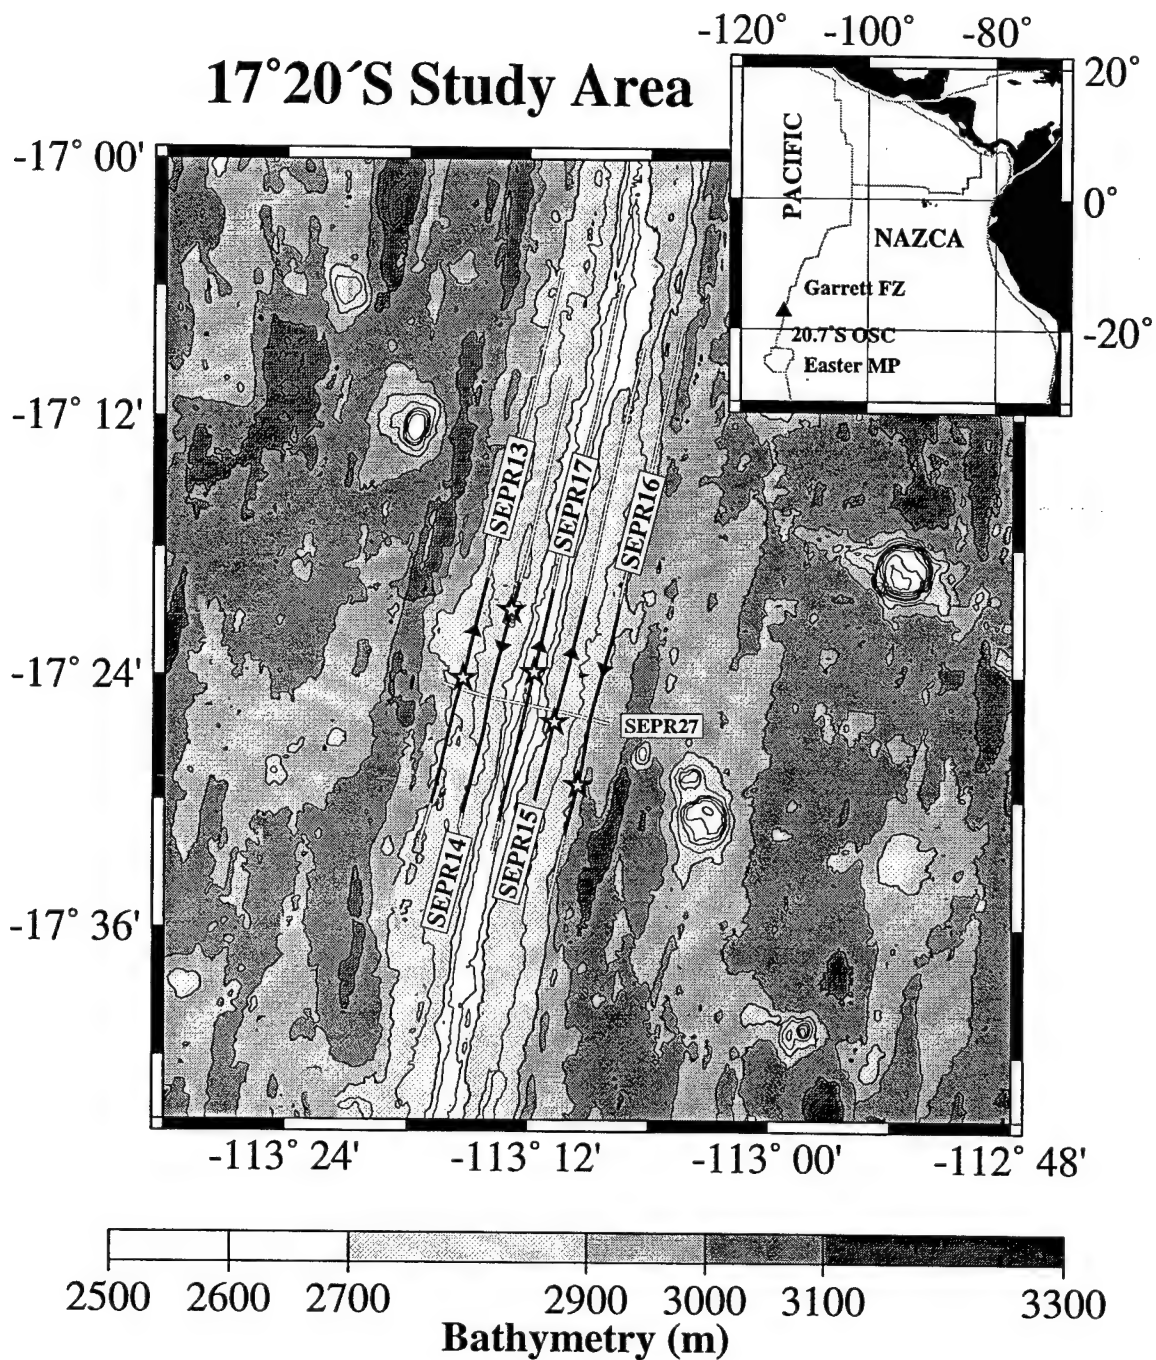 -120° -100° -80°
17°20´S Study Area
20°
0°
-20°
PACIFIC
NAZCA
Garrett FZ
20.7°S OSC
Easter MP
-17° 00'
-17° 12'
-17° 24'
-17° 36'
SEPR13
SEPR17
SEPR16
SEPR27
SEPR14
SEPR15
-113° 24' -113° 12' -113° 00' -112° 48'
2500 2600 2700 2900 3000 3100 3300
Bathymetry (m)